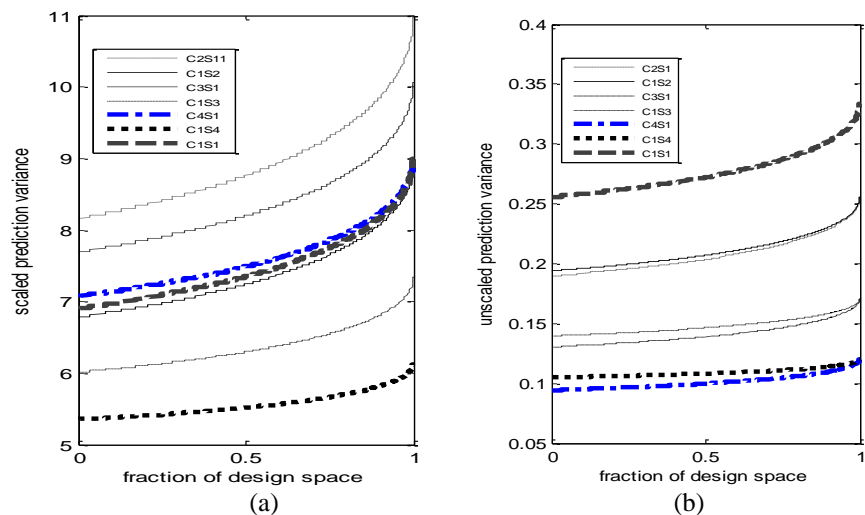 11
10
9
8
7
6
5
0
0.5
1
scaled prediction variance
fraction of design space
C2S11
C1S2
C3S1
C1S3
C4S1
C1S4
C1S1
(a)
0.4
0.35
0.3
0.25
0.2
0.15
0.1
0.05
0
0.5
1
unscaled prediction variance
fraction of design space
C2S1
C1S2
C3S1
C1S3
C4S1
C1S4
C1S1
(b)